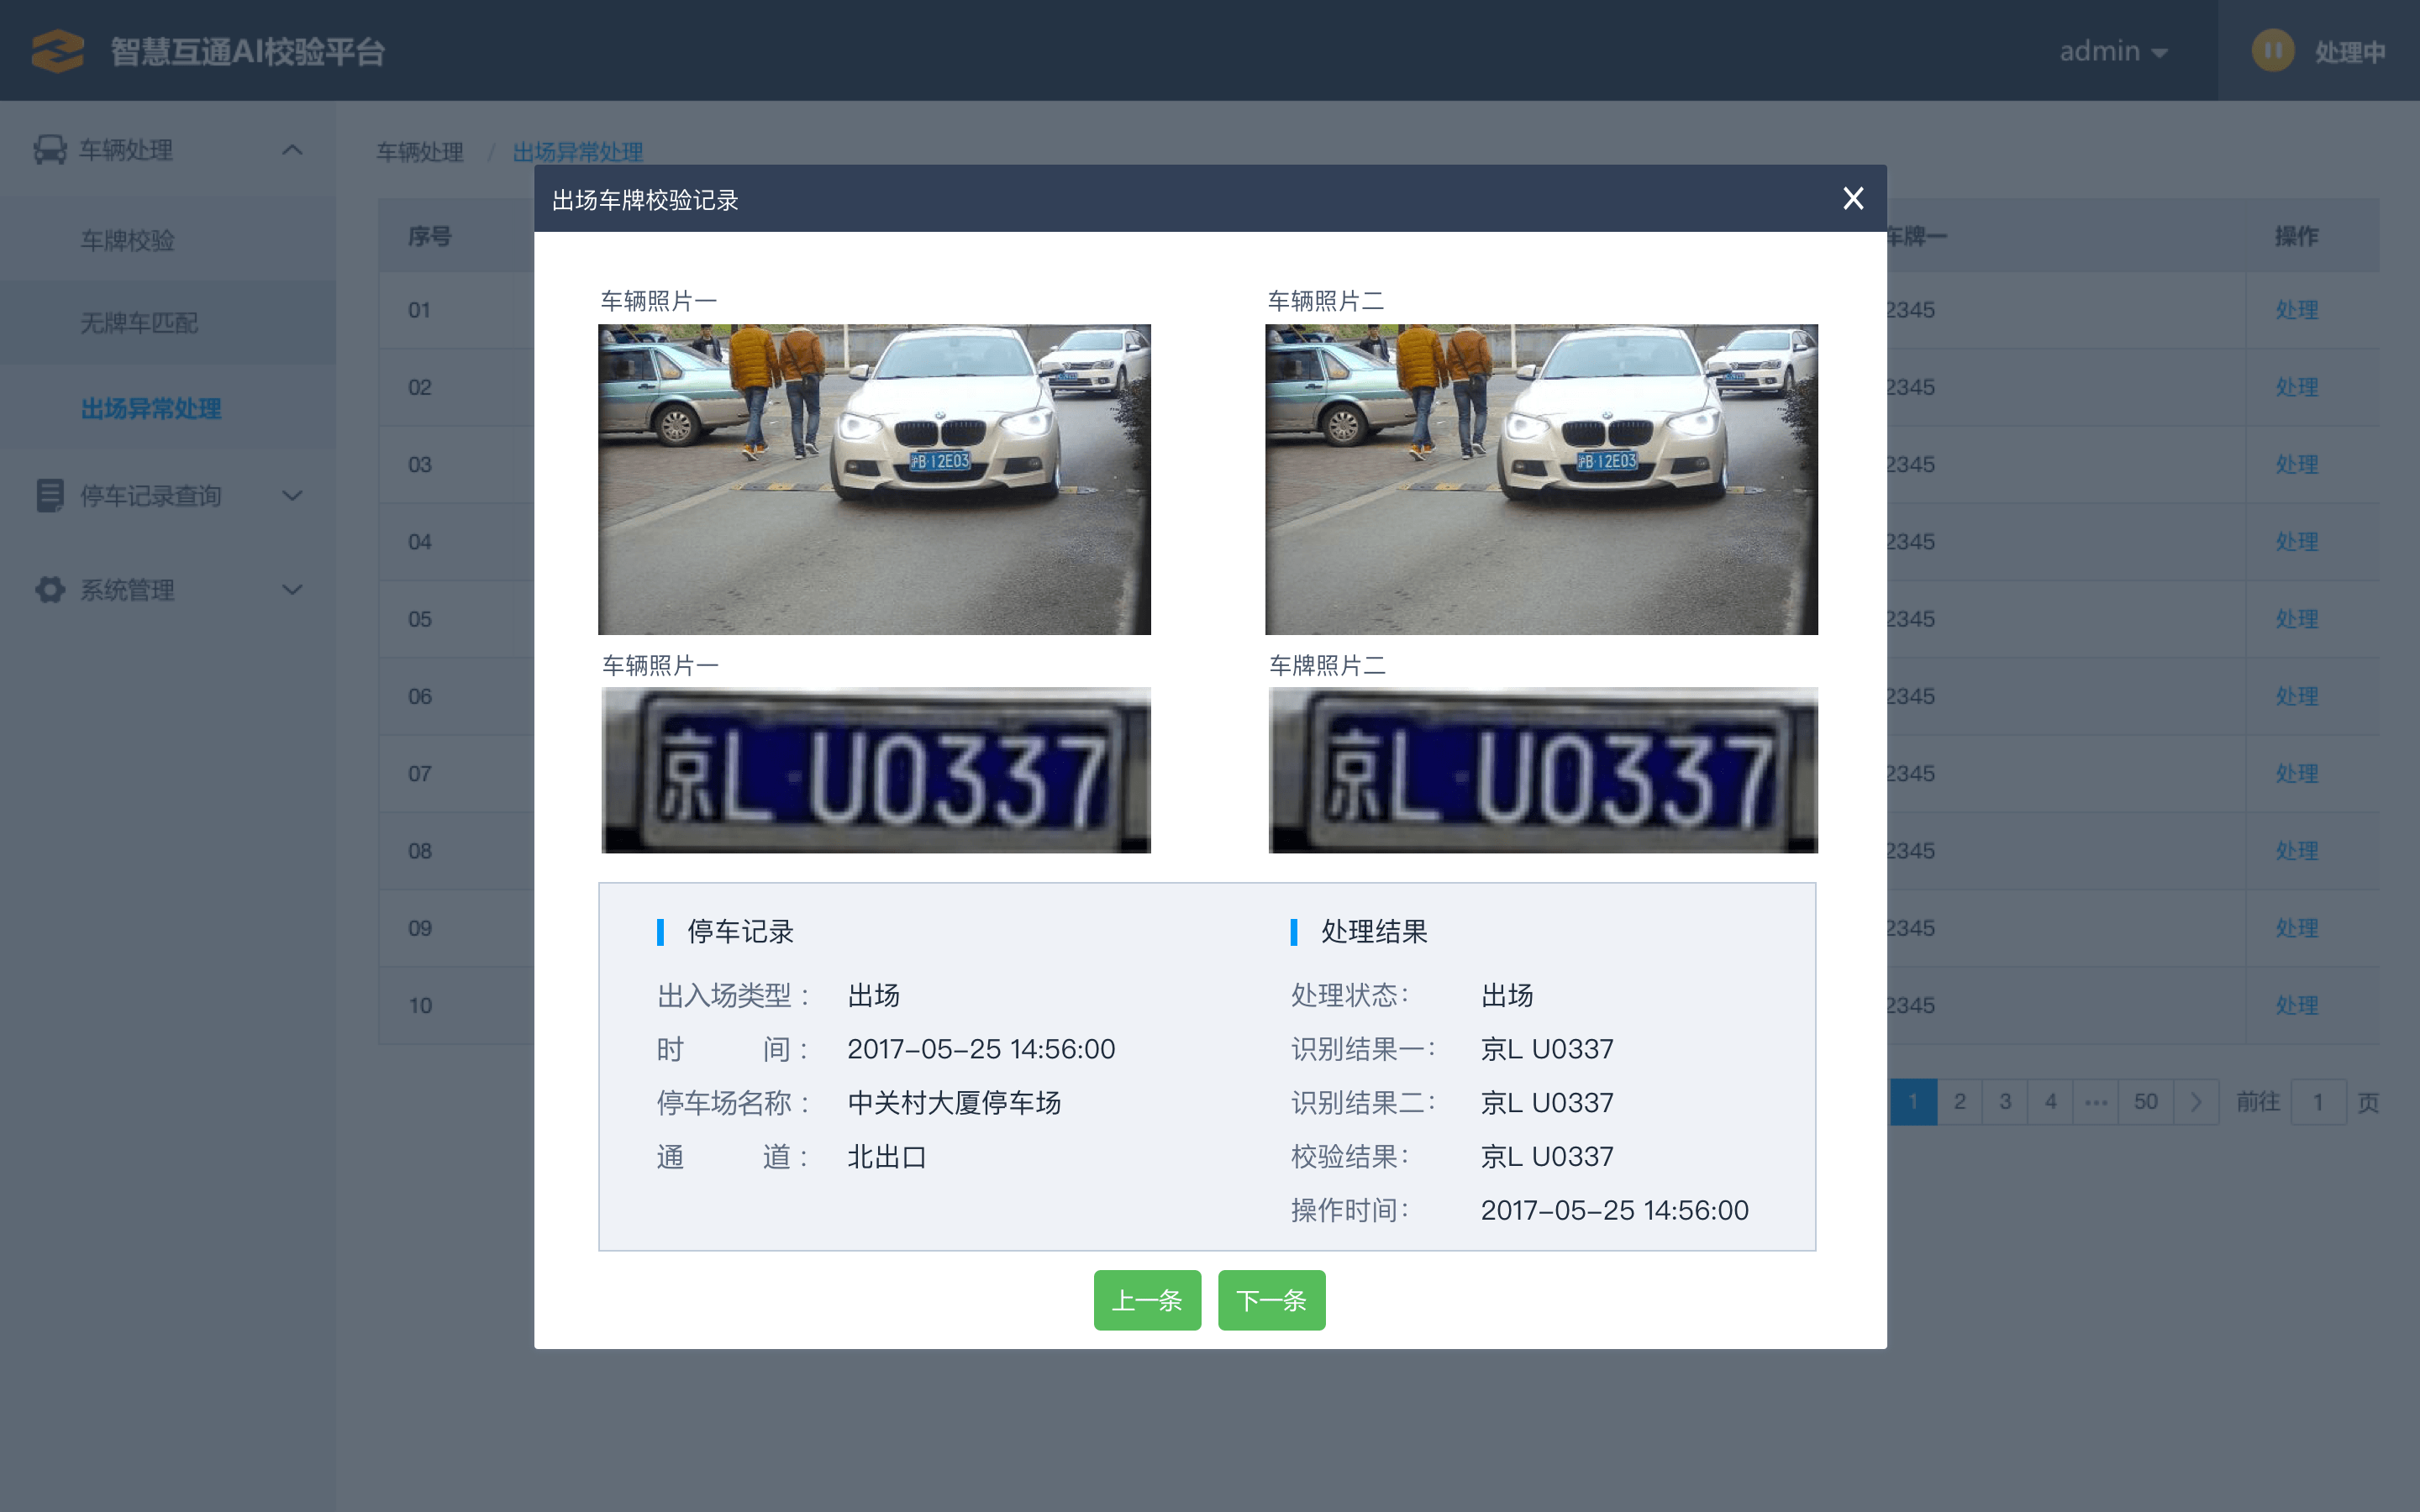 智慧互通AI校验平台
admin
处理中
车辆处理
车牌校验
无牌车匹配
出场异常处理
停车记录查询
系统管理
车辆处理 / 出场异常处理
序号 车牌一 操作
01 2345 处理
02 2345 处理
03 2345 处理
04 2345 处理
05 2345 处理
06 2345 处理
07 2345 处理
08 2345 处理
09 2345 处理
10 2345 处理
1 2 3 4 ••• 50 > 前往 1 页
出场车牌校验记录 X
车辆照片一 车辆照片二
沪B·12E03 沪B·12E03
车辆照片一 车牌照片二
京L·U0337 京L·U0337
停车记录
出入场类型： 出场
时间： 2017-05-25 14:56:00
停车场名称： 中关村大厦停车场
通道： 北出口
处理结果
处理状态： 出场
识别结果一： 京L U0337
识别结果二： 京L U0337
校验结果： 京L U0337
操作时间： 2017-05-25 14:56:00
上一条 下一条